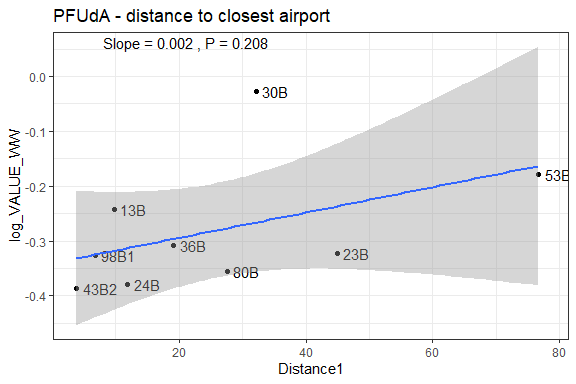 PFUdA - distance to closest airport
Slope = 0.002 , P = 0.208
0.0
30B
-0.1
53B
-0.2
13B
36B
23B
-0.3
98B1
80B
24B
43B2
-0.4
log_VALUE_WW
20
40
60
80
Distance1